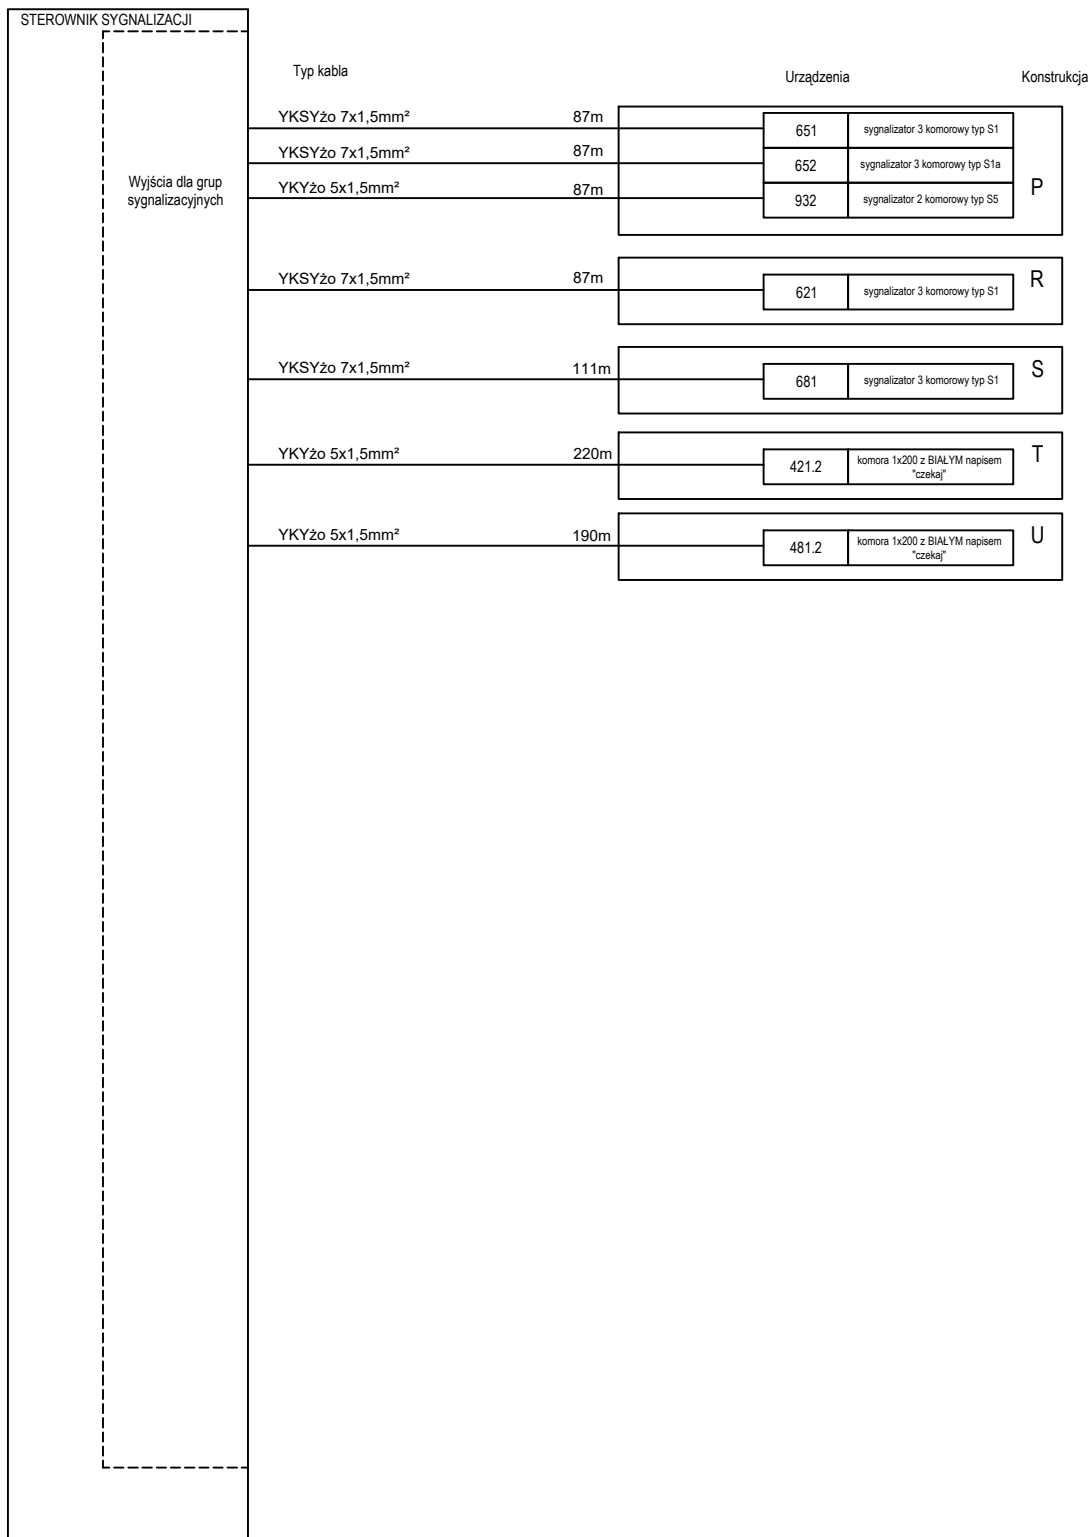 STEROWNIK SYGNALIZACJI
Typ kabla
Urządzenia
Konstrukcja
Wyjścia dla grup
sygnalizacyjnych
YKSYżo 7x1,5mm²
87m
651
sygnalizator 3 komorowy typ S1
YKSYżo 7x1,5mm²
87m
652
sygnalizator 3 komorowy typ S1a
YKYżo 5x1,5mm²
87m
932
sygnalizator 2 komorowy typ S5
P
YKSYżo 7x1,5mm²
87m
621
sygnalizator 3 komorowy typ S1
R
YKSYżo 7x1,5mm²
111m
681
sygnalizator 3 komorowy typ S1
S
YKYżo 5x1,5mm²
220m
421.2
komora 1x200 z BIAŁYM napisem
"czekaj"
T
YKYżo 5x1,5mm²
190m
481.2
komora 1x200 z BIAŁYM napisem
"czekaj"
U